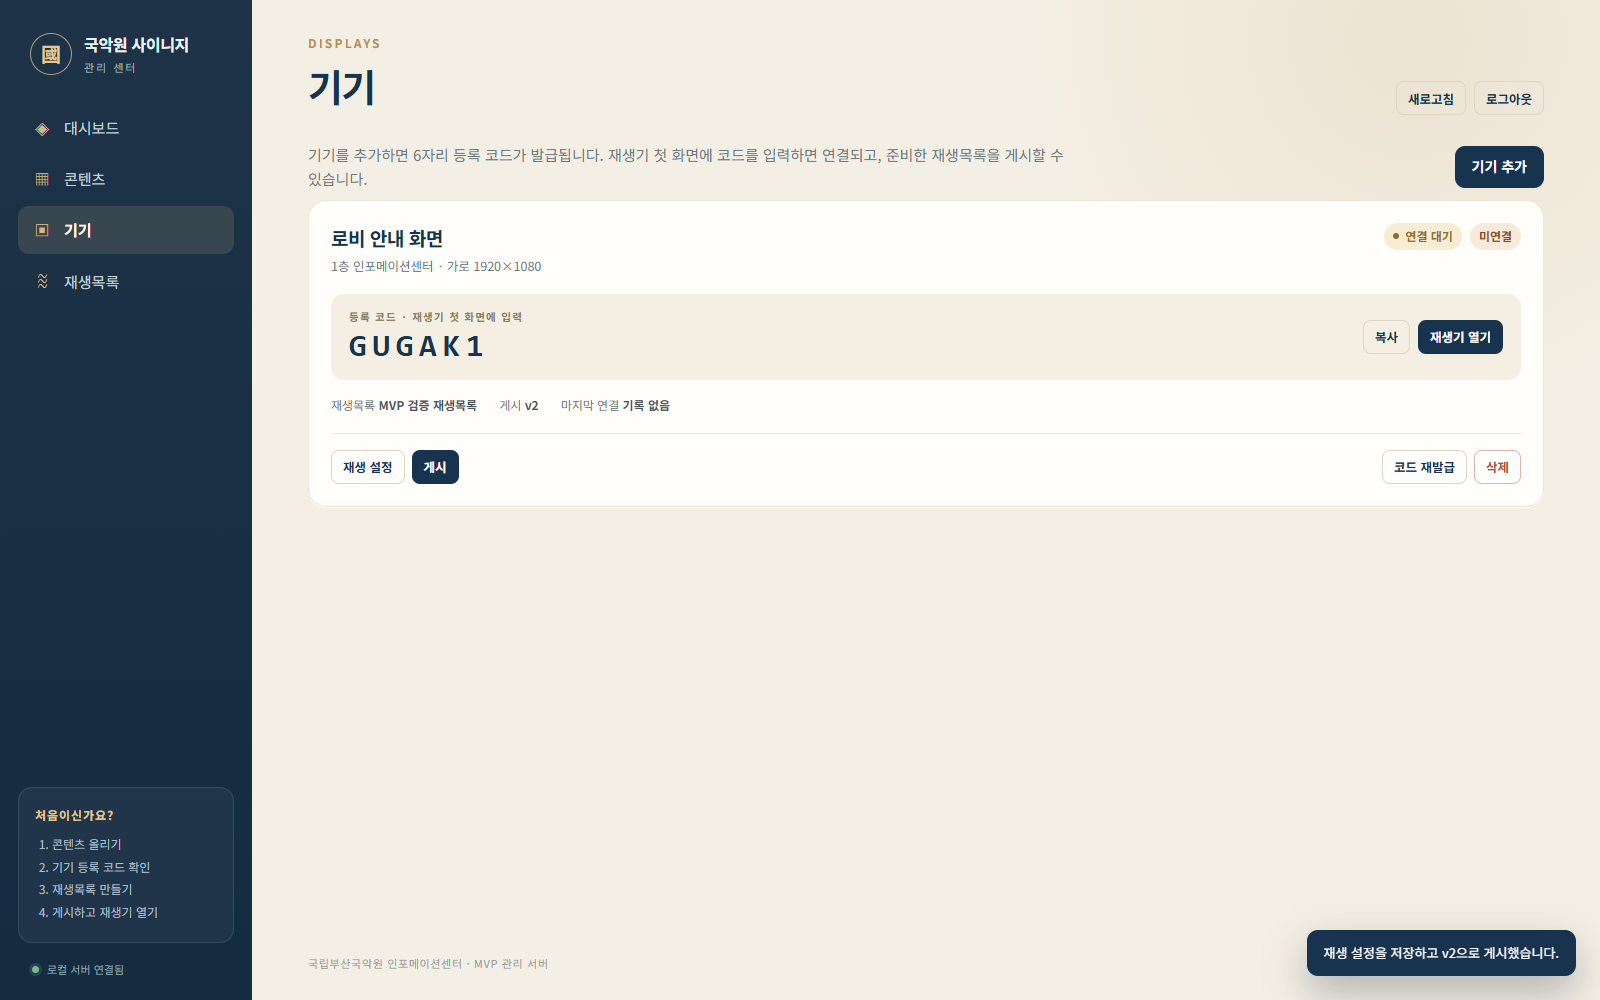 國
국악원 사이니지
관리 센터
대시보드
콘텐츠
기기
재생목록
처음이신가요?
1. 콘텐츠 올리기
2. 기기 등록 코드 확인
3. 재생목록 만들기
4. 게시하고 재생기 열기
로컬 서버 연결됨
DISPLAYS
기기
새로고침
로그아웃
기기를 추가하면 6자리 등록 코드가 발급됩니다. 재생기 첫 화면에 코드를 입력하면 연결되고, 준비한 재생목록을 게시할 수
있습니다.
기기 추가
로비 안내 화면
연결 대기
미연결
1층 인포메이션센터 · 가로 1920×1080
등록 코드 · 재생기 첫 화면에 입력
GUGAK1
복사
재생기 열기
재생목록 MVP 검증 재생목록 게시 v2 마지막 연결 기록 없음
재생 설정
게시
코드 재발급
삭제
국립부산국악원 인포메이션센터 · MVP 관리 서버
재생 설정을 저장하고 v2으로 게시했습니다.